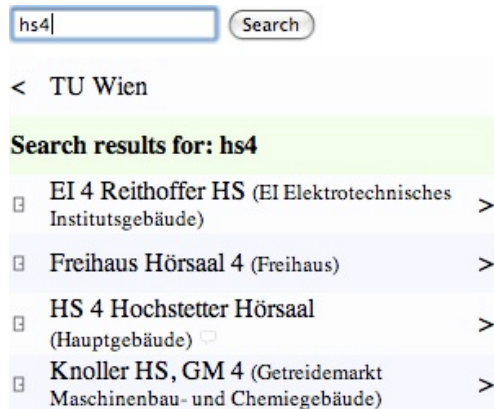 hs4
Search
< TU Wien
Search results for: hs4
EI 4 Reithoffer HS (EI Elektrotechnisches
Institutsgebäude) >
Freihaus Hörsaal 4 (Freihaus) >
HS 4 Hochstetter Hörsaal
(Hauptgebäude) >
Knoller HS, GM 4 (Getreidemarkt
Maschinenbau- und Chemiegebäude) >